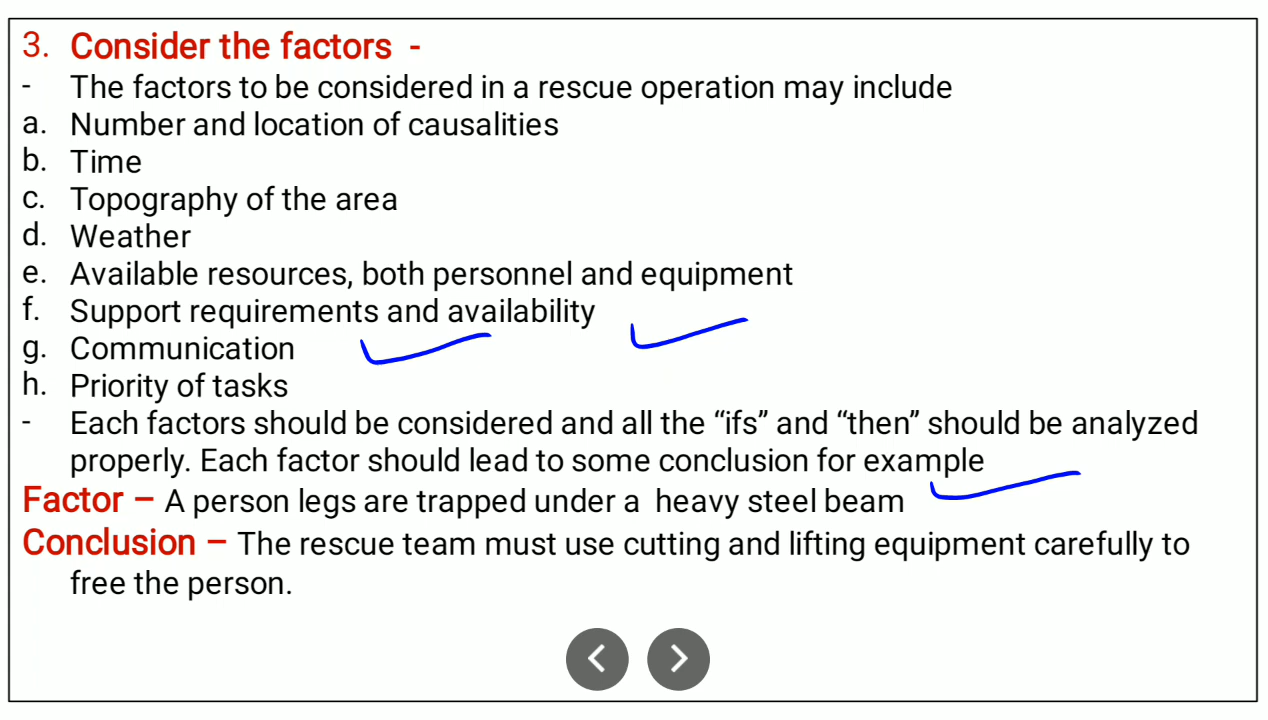 3. Consider the factors -
- The factors to be considered in a rescue operation may include
a. Number and location of causalities
b. Time
c. Topography of the area
d. Weather
e. Available resources, both personnel and equipment
f. Support requirements and availability
g. Communication
h. Priority of tasks
- Each factors should be considered and all the “ifs” and “then” should be analyzed
properly. Each factor should lead to some conclusion for example
Factor – A person legs are trapped under a heavy steel beam
Conclusion – The rescue team must use cutting and lifting equipment carefully to
free the person.